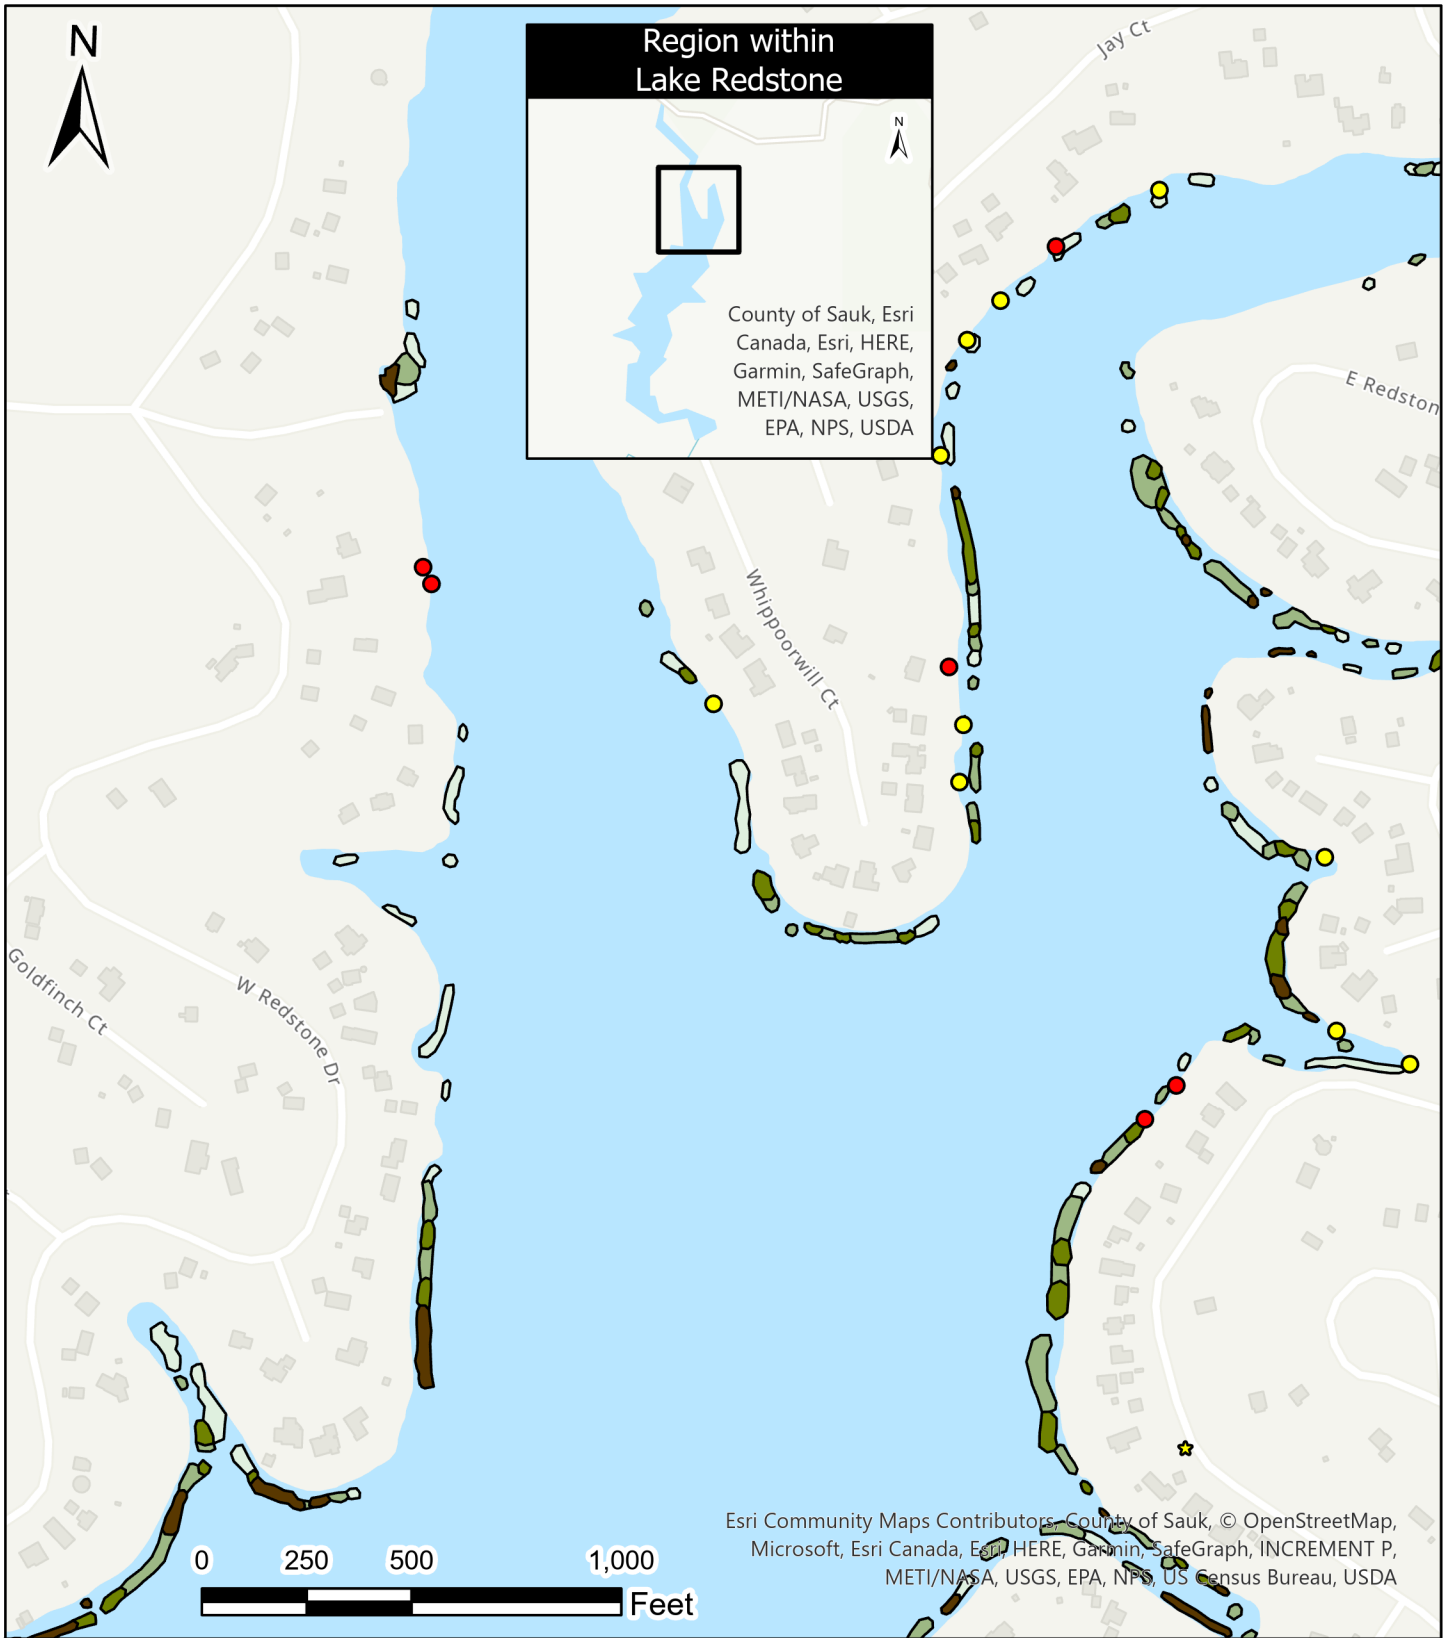 N
Region within
Lake Redstone
N
County of Sauk, Esri
Canada, Esri, HERE,
Garmin, SafeGraph,
METI/NASA, USGS,
EPA, NPS, USDA
Jay Ct
E Redston
Whippoorwill Ct
Goldfinch Ct
W Redstone Dr
Esri Community Maps Contributors, County of Sauk, © OpenStreetMap,
Microsoft, Esri Canada, Esri, HERE, Garmin, SafeGraph, INCREMENT P,
METI/NASA, USGS, EPA, NPS, US Census Bureau, USDA
0 250 500 1,000
Feet